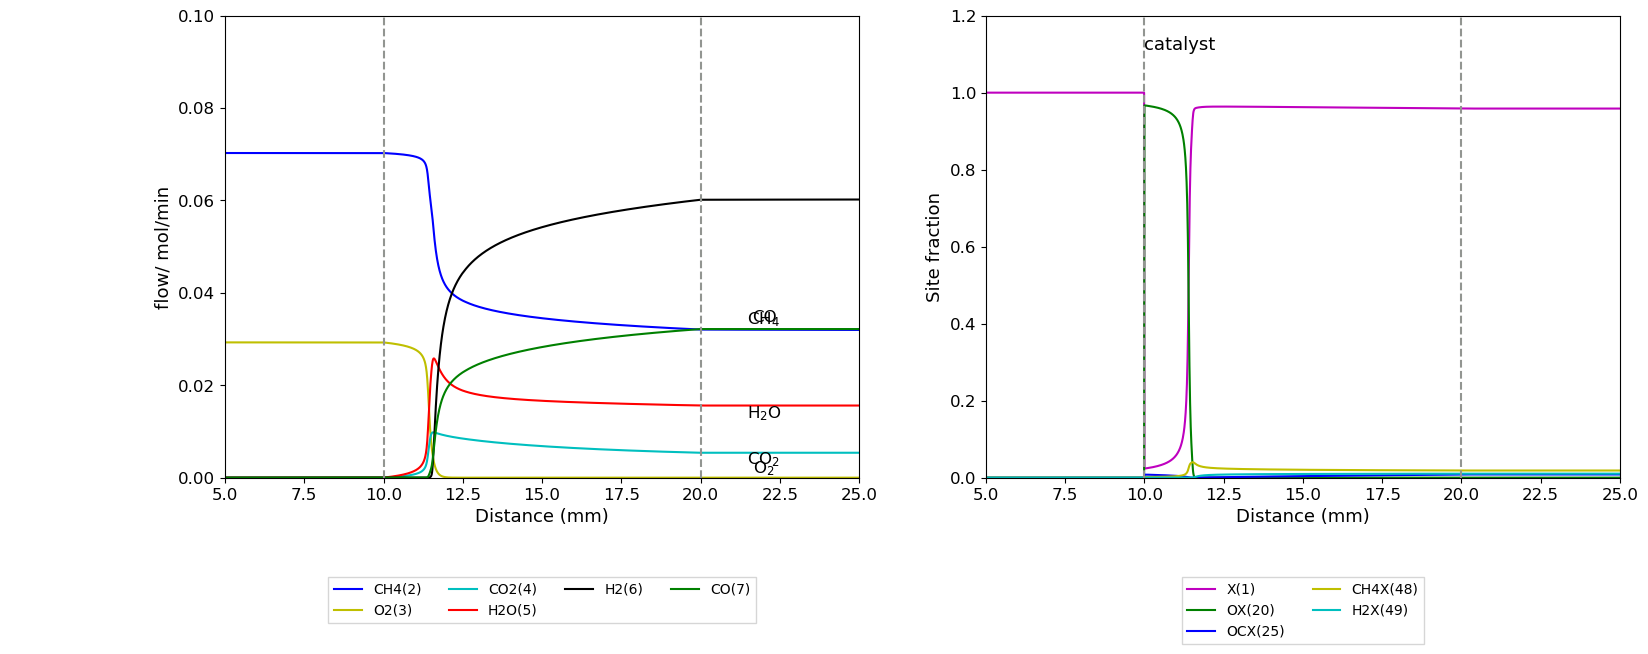 0.10
0.08
0.06
0.04
0.02
0.00
flow/ mol/min
CO
CH₄
H₂O
CO₂
O₂
5.0 7.5 10.0 12.5 15.0 17.5 20.0 22.5 25.0
Distance (mm)
CH4(2) CO2(4) H2(6) CO(7)
O2(3) H2O(5)
1.2
1.0
0.8
0.6
0.4
0.2
0.0
Site fraction
catalyst
5.0 7.5 10.0 12.5 15.0 17.5 20.0 22.5 25.0
Distance (mm)
X(1) CH4X(48)
OX(20) H2X(49)
OCX(25)